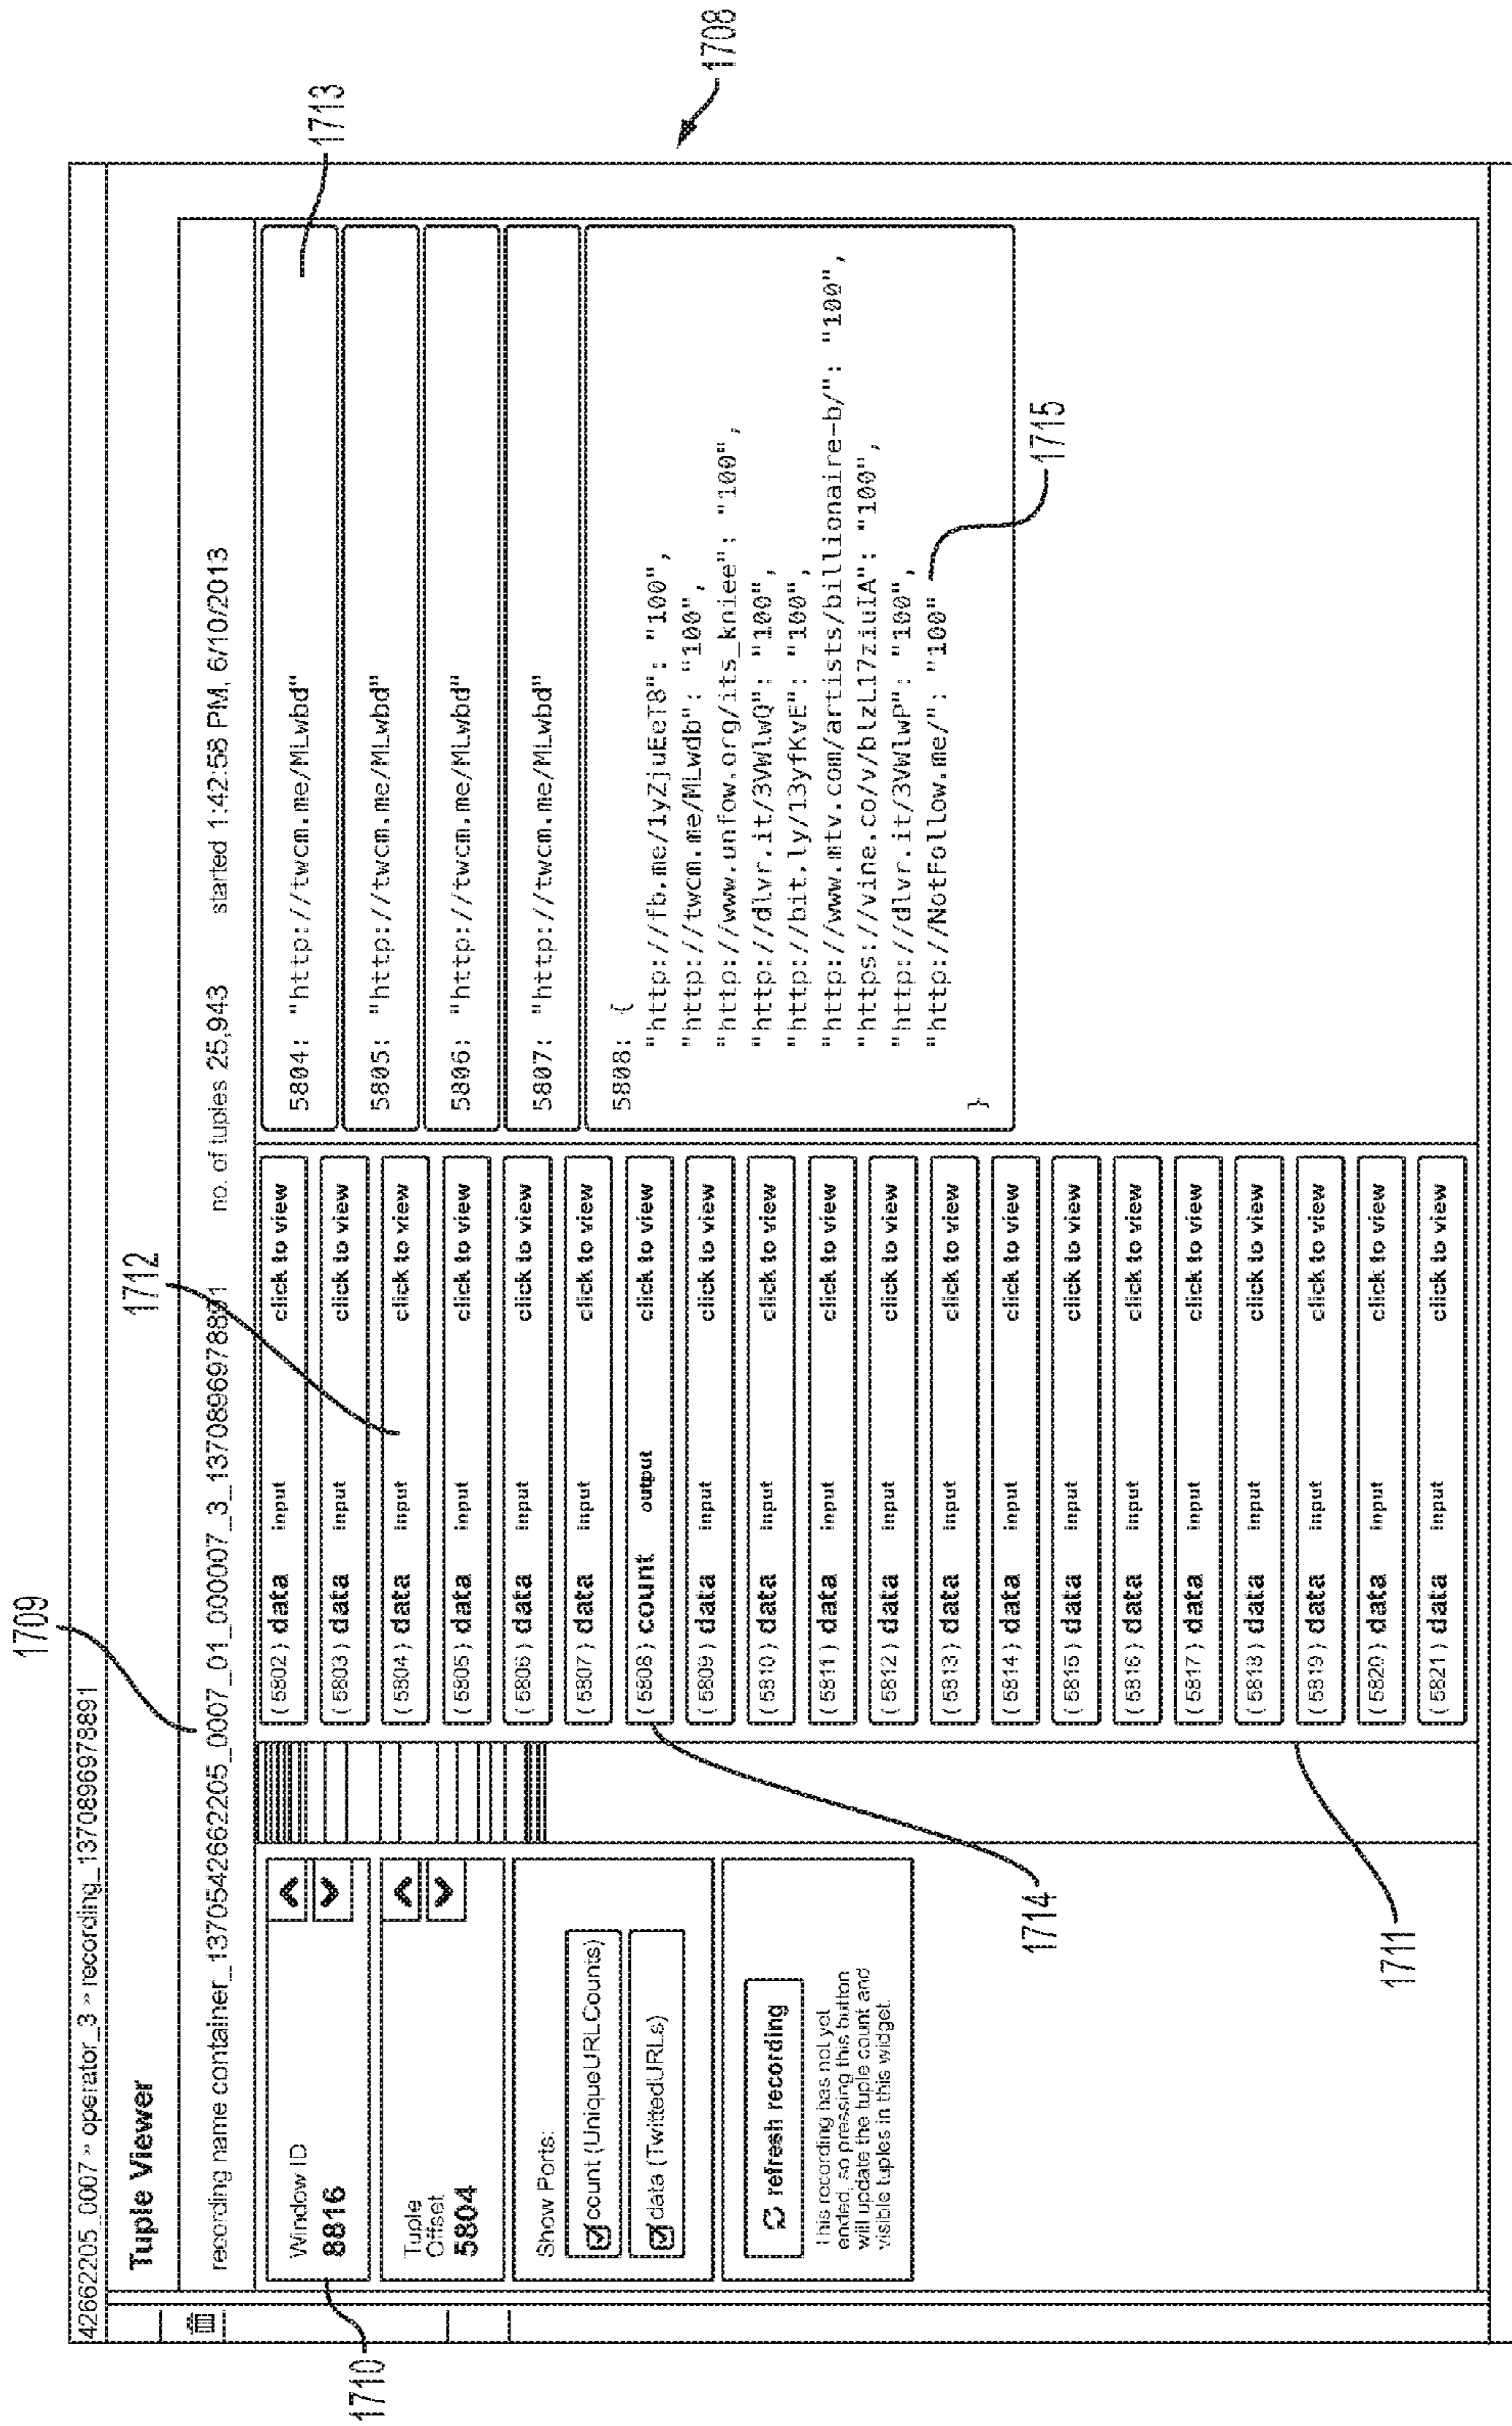 1708
42662205_0007 » operator_3 » recording_1370896978891
Tuple Viewer
1709
1712
1713
recording name container_1370542662205_0007_01_000007_3_1370896978891 no. of tuples 25,943 started 1:42:58 PM, 6/10/2013
1710
Window ID
8816
Tuple
Offset
5804
Show Ports:
count (UniqueURLCounts)
data (TwittedURLs)
refresh recording
This recording has not yet
ended, so pressing this button
will update the tuple count and
visible tuples in this widget.
( 5802 ) data input click to view
( 5803 ) data input click to view
( 5804 ) data input click to view
( 5805 ) data input click to view
( 5806 ) data input click to view
( 5807 ) data input click to view
( 5808 ) count output click to view
( 5809 ) data input click to view
( 5810 ) data input click to view
( 5811 ) data input click to view
( 5812 ) data input click to view
( 5813 ) data input click to view
( 5814 ) data input click to view
( 5815 ) data input click to view
( 5816 ) data input click to view
( 5817 ) data input click to view
( 5818 ) data input click to view
( 5819 ) data input click to view
( 5820 ) data input click to view
( 5821 ) data input click to view
1714
1711
5804: "http://twcm.me/MLwbd"
5805: "http://twcm.me/MLwbd"
5806: "http://twcm.me/MLwbd"
5807: "http://twcm.me/MLwbd"
5808: {
"http://fb.me/1yZjuEeT8": "100",
"http://twcm.me/MLwdb": "100",
"http://www.unfow.org/its_kniee": "100",
"http://dlvr.it/3VWlwQ": "100",
"http://bit.ly/13yfKvE": "100",
"http://www.mtv.com/artists/billionaire-b/": "100",
"https://vine.co/v/blzL17ziuIA": "100",
"http://dlvr.it/3VWlwP": "100",
"http://NotFollow.me/": "100"
}
1715